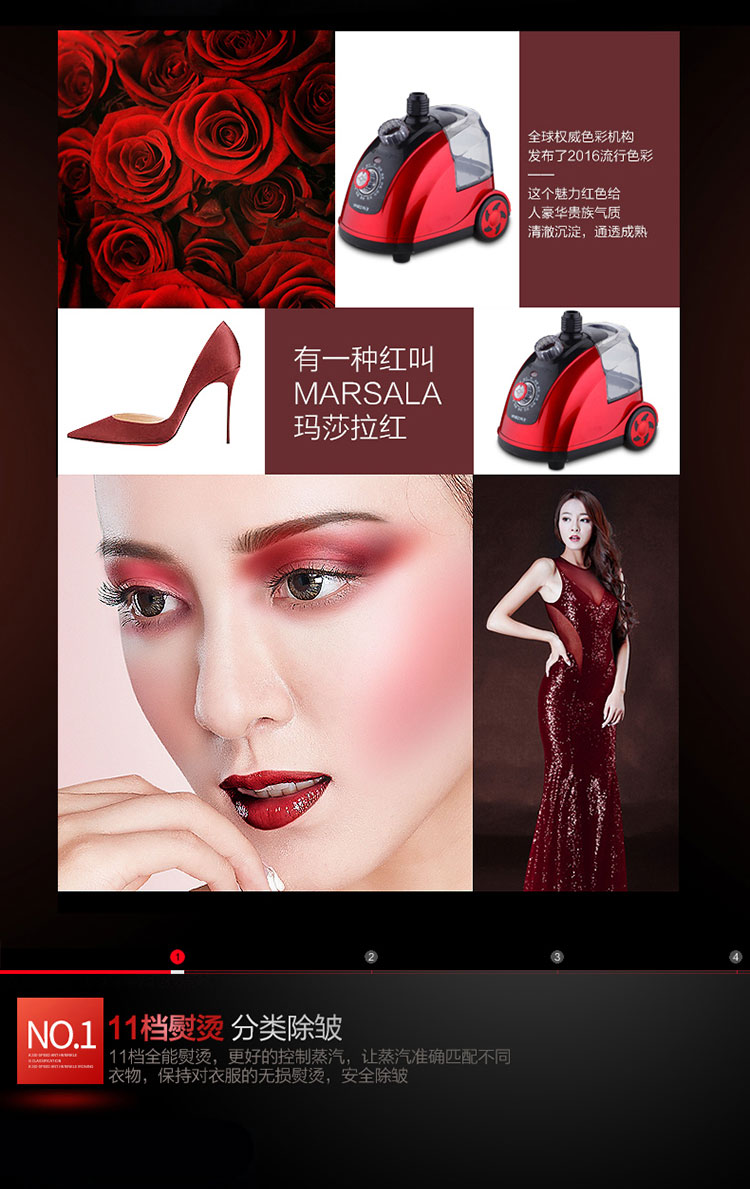 全球权威色彩机构
发布了2016流行色彩
这个魅力红色给
人豪华贵族气质
清澈沉淀，通透成熟
有一种红叫
MARSALA
玛莎拉红
1
2
3
4
NO.1
11档熨烫 分类除皱
11档全能熨烫，更好的控制蒸汽，让蒸汽准确匹配不同
衣物，保持对衣服的无损熨烫，安全除皱